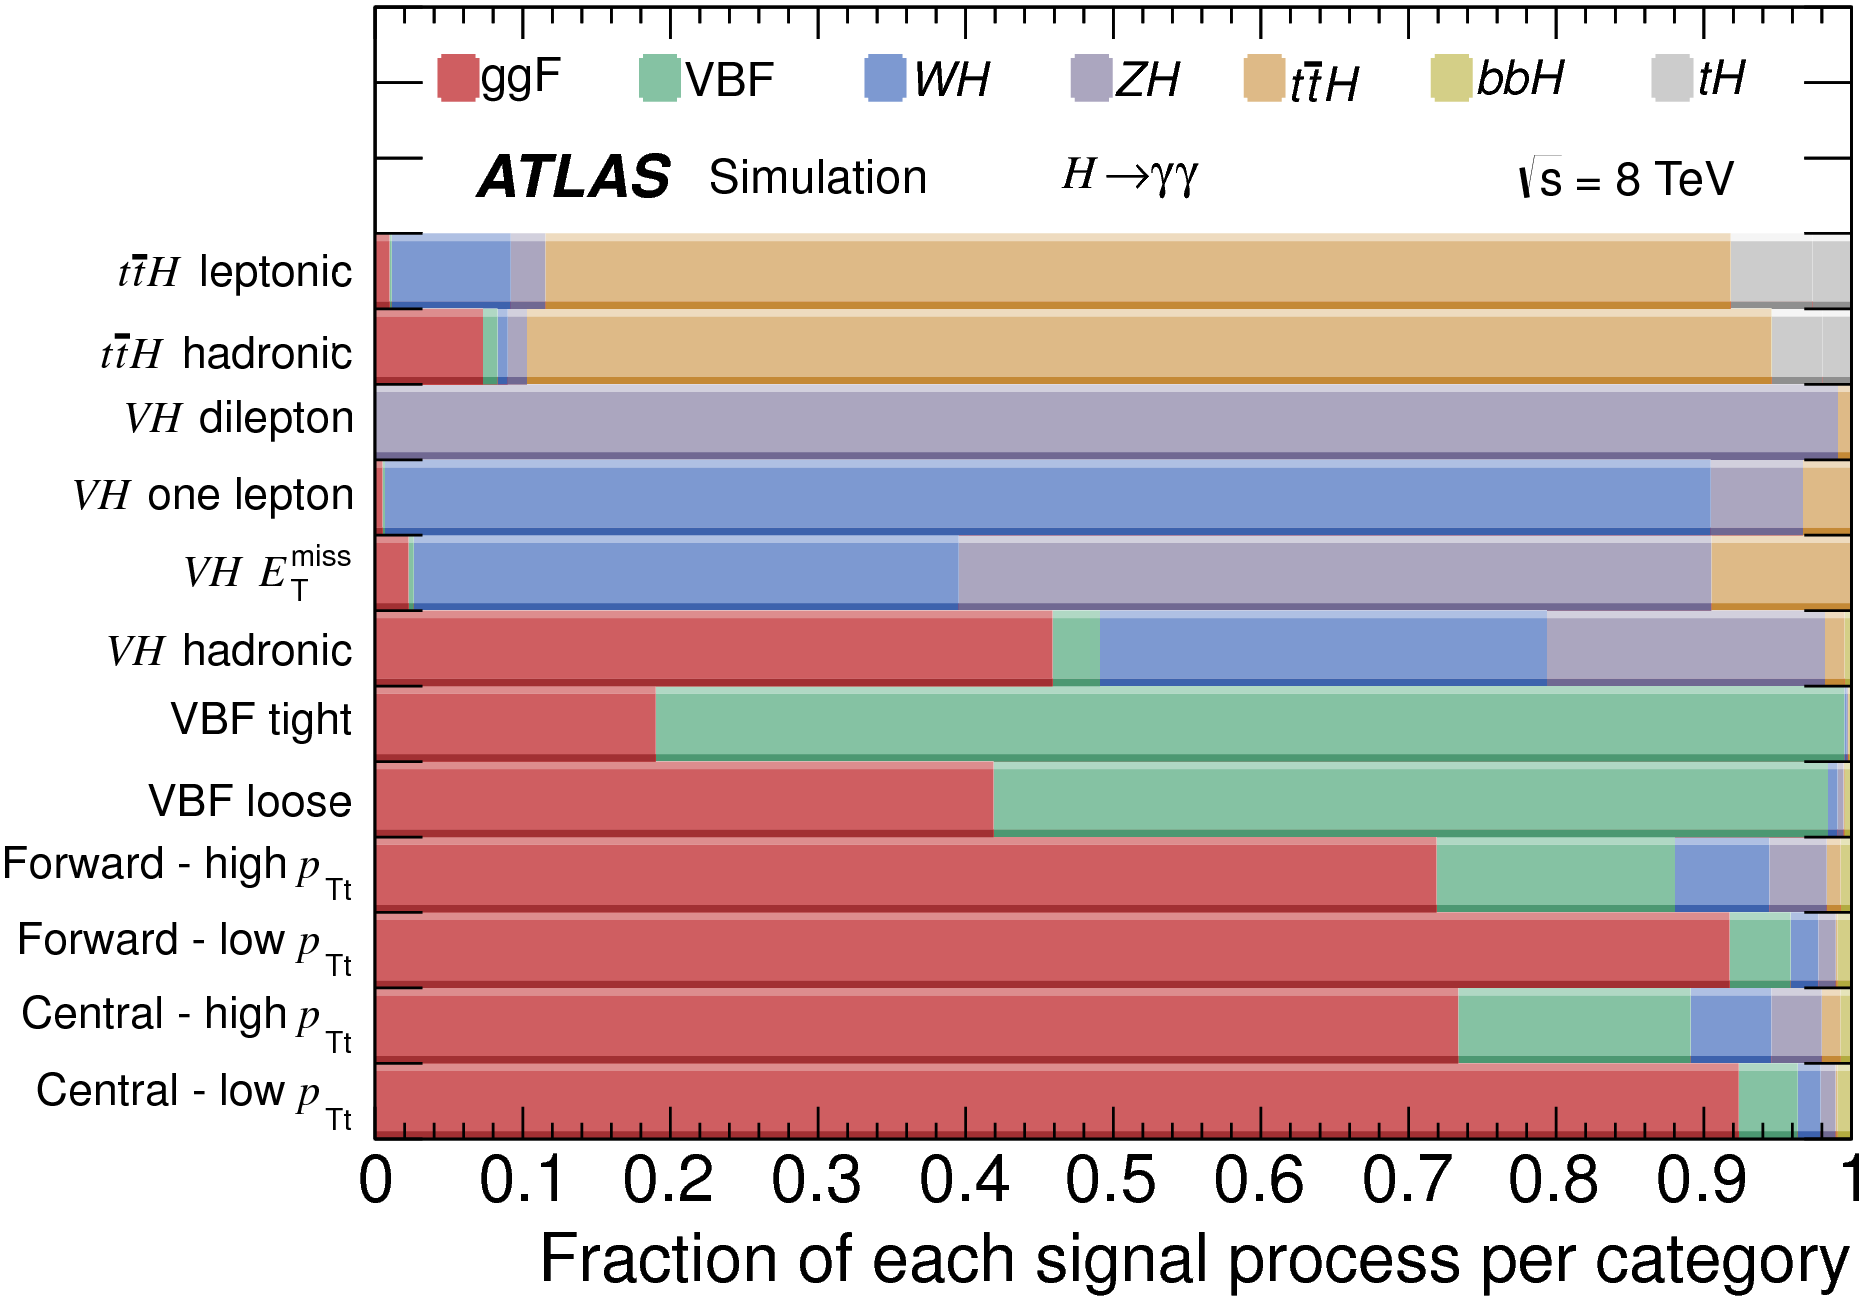 ggF VBF WH ZH tt̄H bbH tH
ATLAS Simulation H→γγ √s = 8 TeV
tt̄H leptonic
tt̄H hadronic
VH dilepton
VH one lepton
VH E_T^miss
VH hadronic
VBF tight
VBF loose
Forward - high p_Tt
Forward - low p_Tt
Central - high p_Tt
Central - low p_Tt
0 0.1 0.2 0.3 0.4 0.5 0.6 0.7 0.8 0.9 1
Fraction of each signal process per category